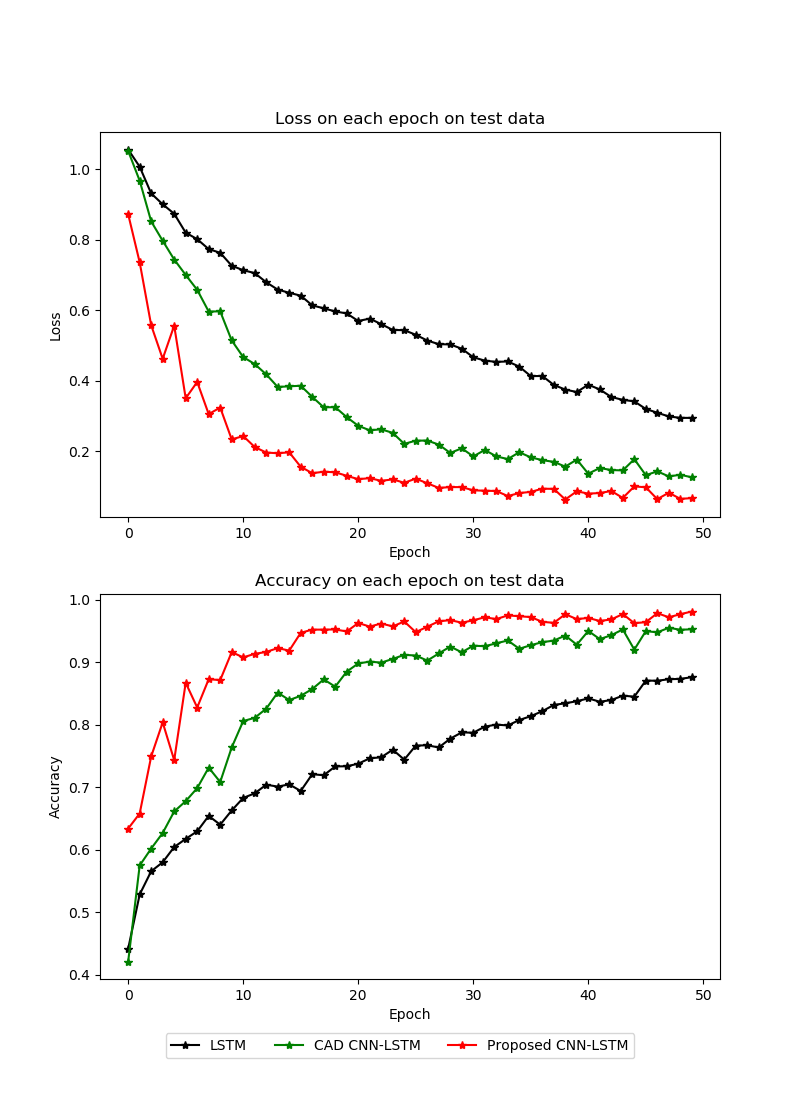 Loss on each epoch on test data
1.0
0.8
0.6
0.4
0.2
Loss
0 10 20 30 40 50
Epoch
Accuracy on each epoch on test data
1.0
0.9
0.8
0.7
0.6
0.5
0.4
Accuracy
0 10 20 30 40 50
Epoch
LSTM CAD CNN-LSTM Proposed CNN-LSTM